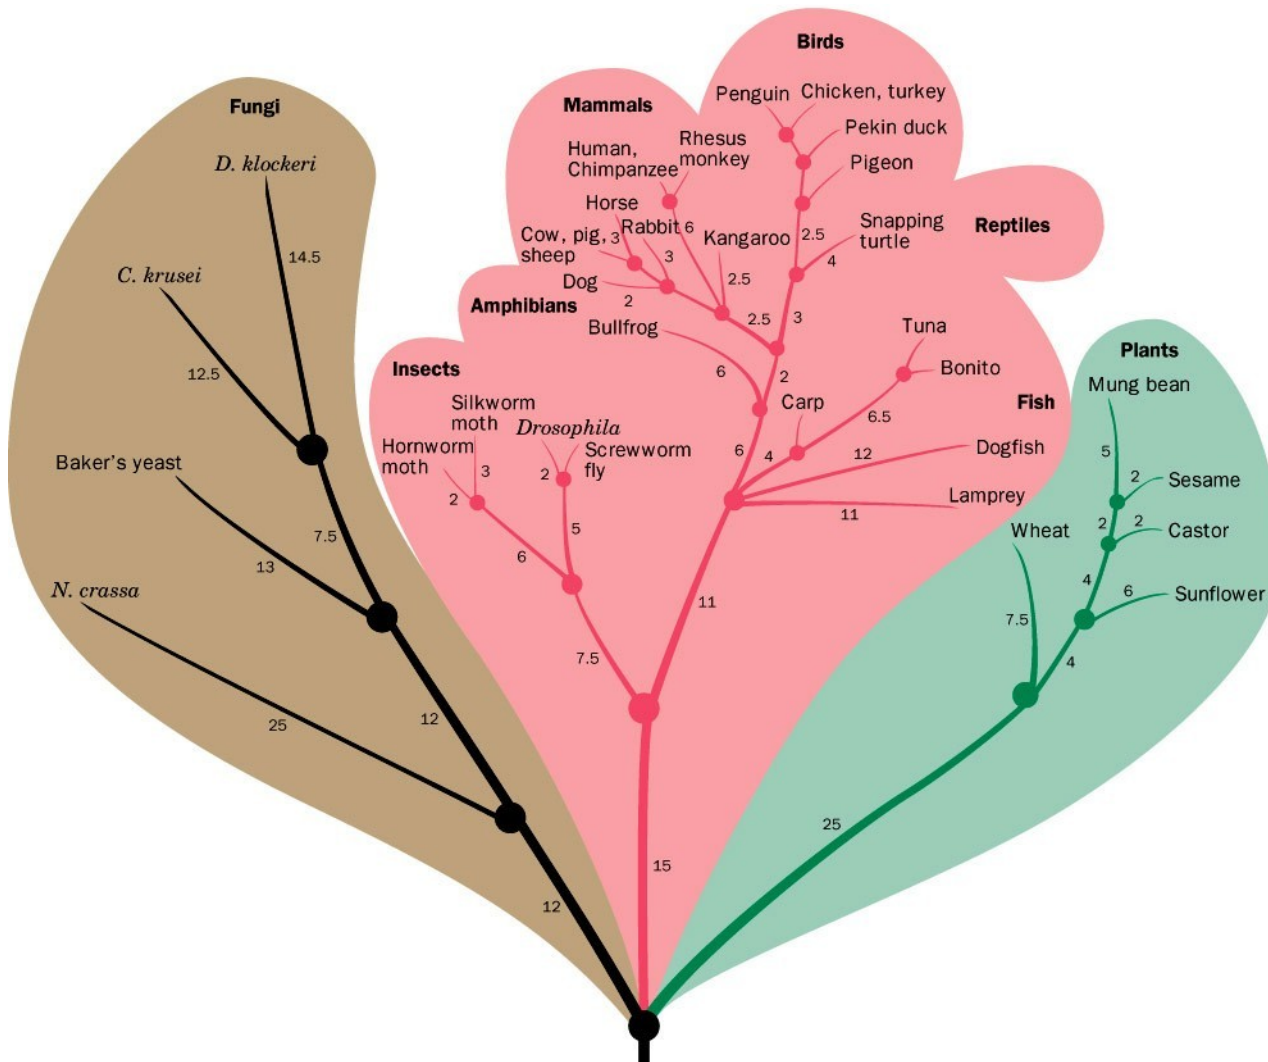 Birds
Penguin
Chicken, turkey
Pekin duck
Pigeon
2.5
Snapping
turtle
4
3
2
Reptiles
Mammals
Human,
Chimpanzee
Rhesus
monkey
6
Horse
3
Rabbit
3
Cow, pig,
sheep
Dog
2
Kangaroo
2.5
2.5
Amphibians
Bullfrog
6
6
Fish
Tuna
Bonito
6.5
Carp
4
Dogfish
12
Lamprey
11
11
Insects
Silkworm
moth
3
Hornworm
moth
2
6
Drosophila
Screwworm
fly
2
5
7.5
15
Fungi
D. klockeri
14.5
C. krusei
12.5
7.5
Baker's yeast
13
N. crassa
25
12
12
Plants
Mung bean
5
Sesame
2
2
Castor
2
4
Sunflower
6
Wheat
7.5
4
25